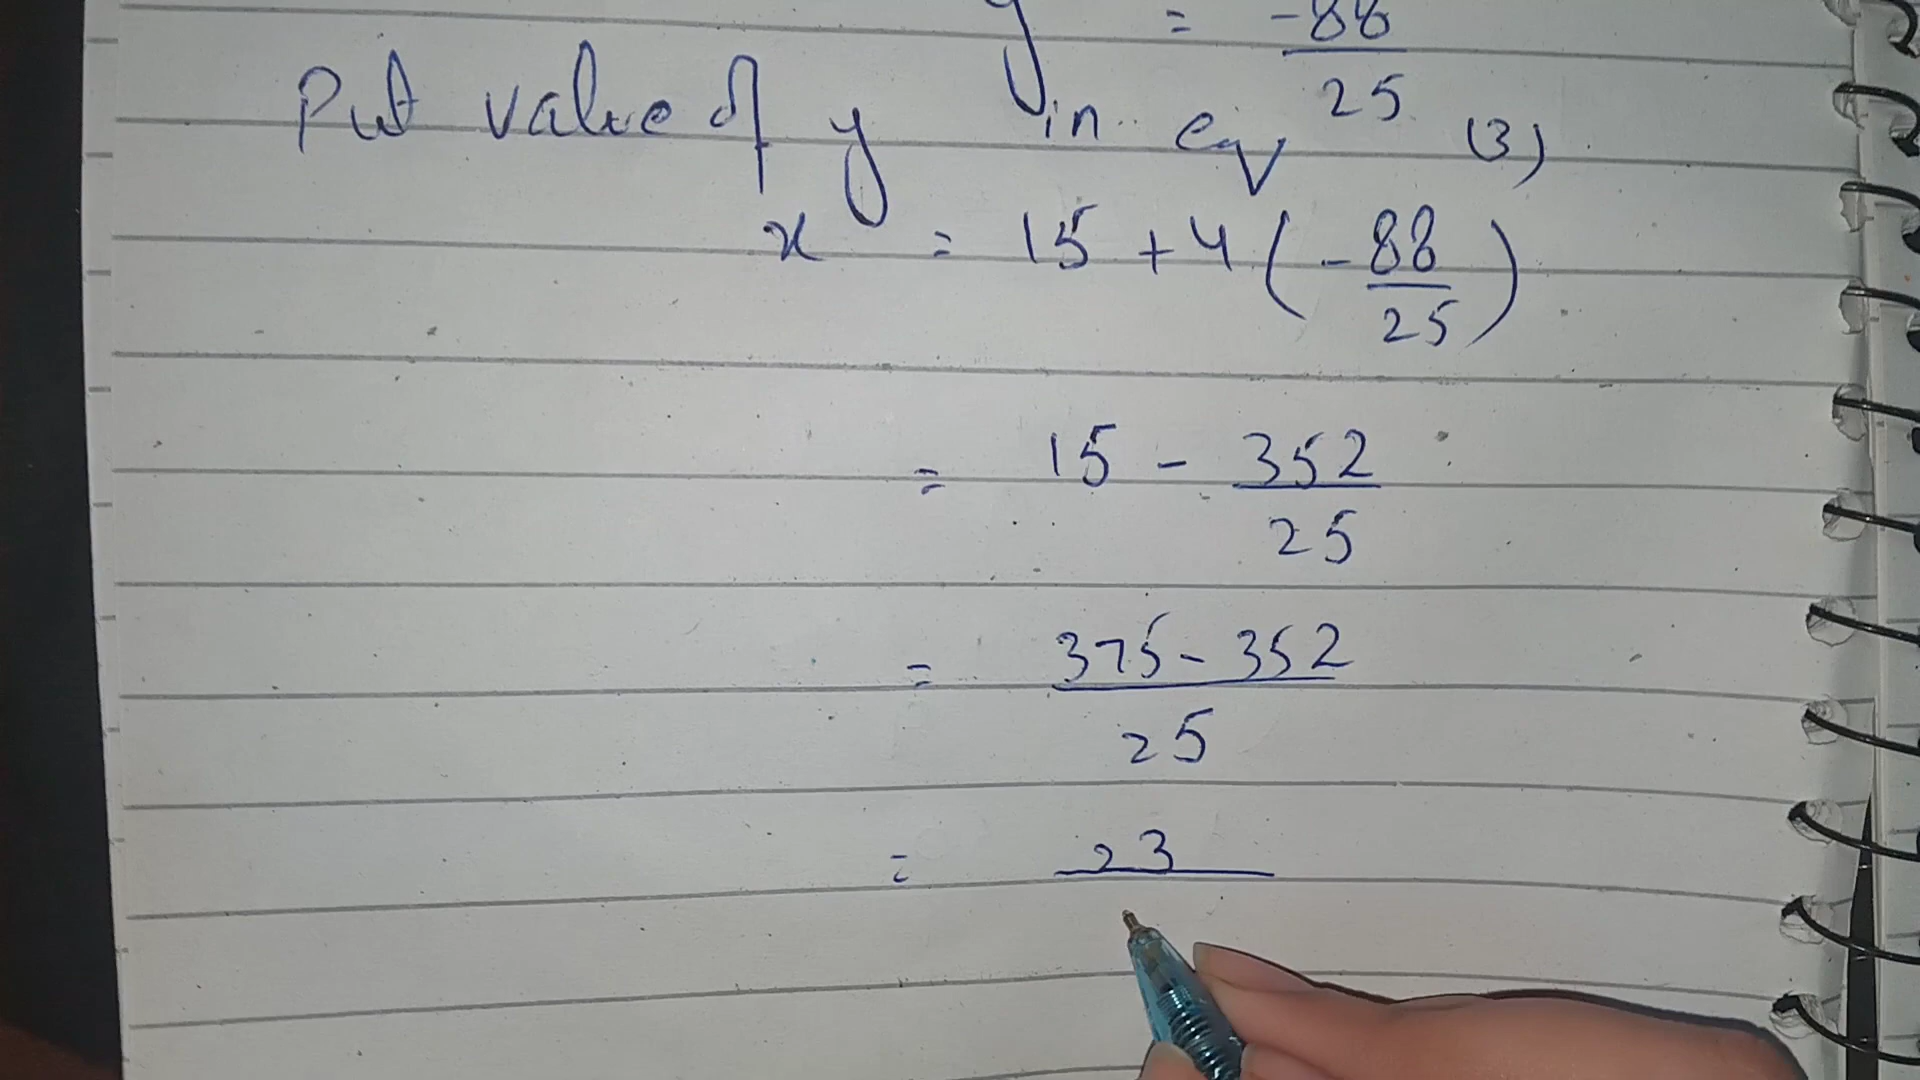 y = -88/25
Put value of y in eq (3)
x = 15 + 4 (-88/25)
= 15 - 352/25
= 375 - 352/25
= 23